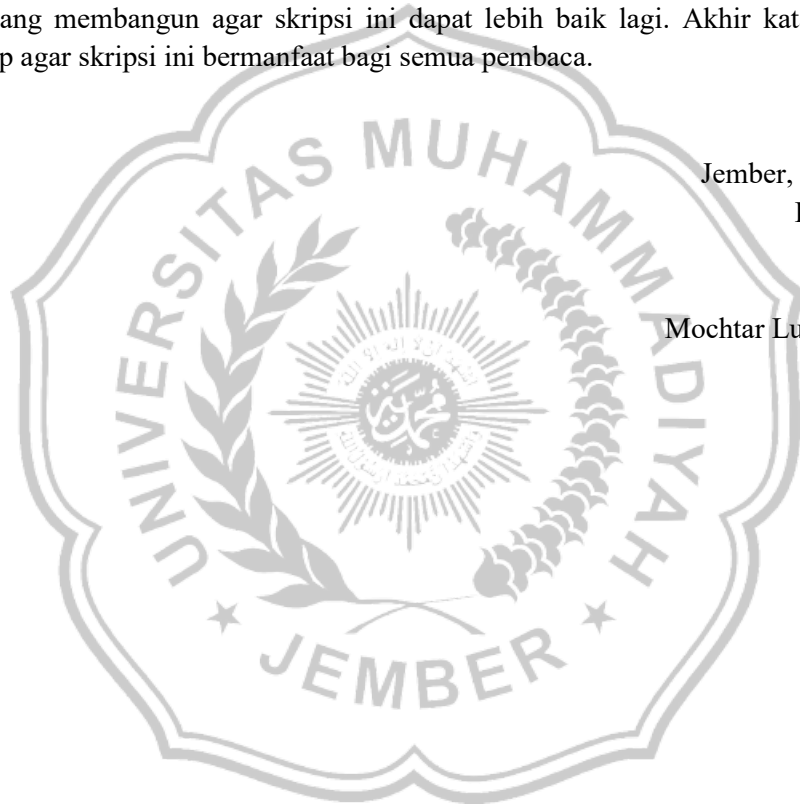 ang membangun agar skripsi ini dapat lebih baik lagi. Akhir kat
p agar skripsi ini bermanfaat bagi semua pembaca.
Jember,
Mochtar Lu
UNIVERSITAS MUHAMMADIYAH
JEMBER